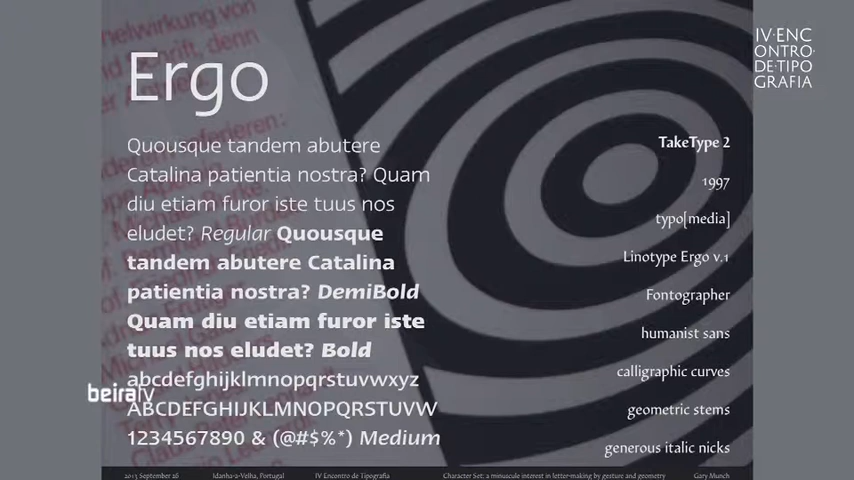 IV·ENC
ONTRO·
DE·TIPO
GRAFIA
Ergo
Quousque tandem abutere
Catalina patientia nostra? Quam
diu etiam furor iste tuus nos
eludet? Regular Quousque
tandem abutere Catalina
patientia nostra? DemiBold
Quam diu etiam furor iste
tuus nos eludet? Bold
abcdefghijklmnopqrstuvwxyz
ABCDEFGHIJKLMNOPQRSTUVW
1234567890 & (@#$%*) Medium
TakeType 2
1997
typo[media]
Linotype Ergo v.1
Fontographer
humanist sans
calligraphic curves
geometric stems
generous italic nicks
beiratv
2013 September 26 Idanha-a-Velha, Portugal IV Encontro de Tipografia Character Set: a minuscule interest in letter-making by gesture and geometry Gary Munch